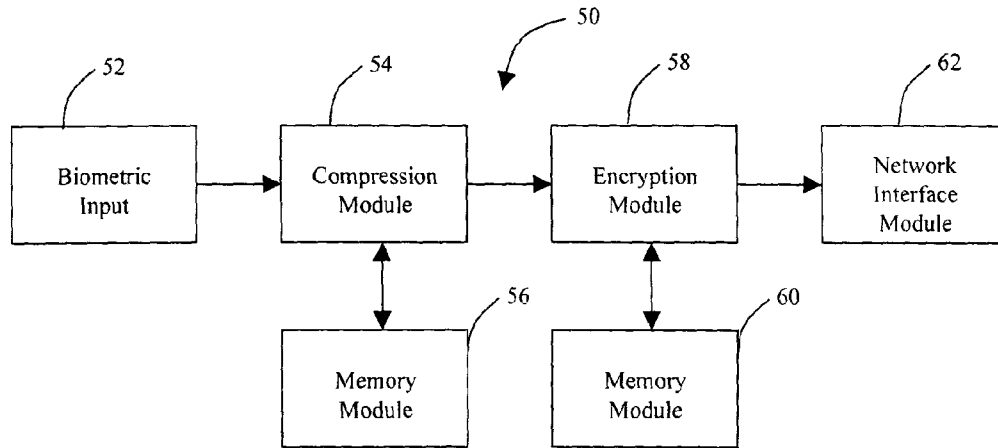 50
52
54
58
62
Biometric
Input
Compression
Module
Encryption
Module
Network
Interface
Module
56
60
Memory
Module
Memory
Module